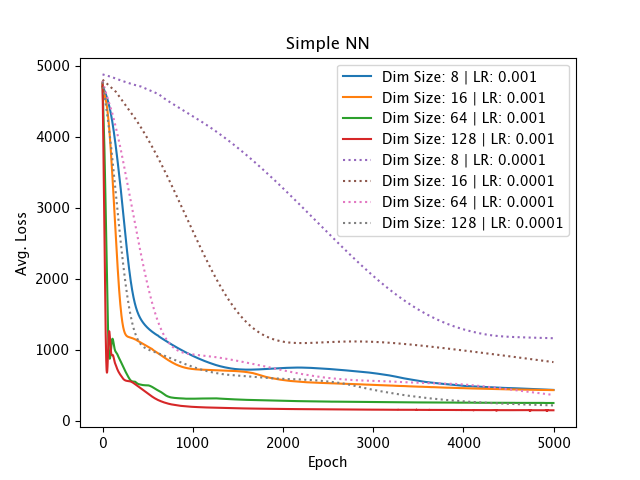 Simple NN
Avg. Loss
5000
4000
3000
2000
1000
0
Dim Size: 8 | LR: 0.001
Dim Size: 16 | LR: 0.001
Dim Size: 64 | LR: 0.001
Dim Size: 128 | LR: 0.001
Dim Size: 8 | LR: 0.0001
Dim Size: 16 | LR: 0.0001
Dim Size: 64 | LR: 0.0001
Dim Size: 128 | LR: 0.0001
0 1000 2000 3000 4000 5000
Epoch